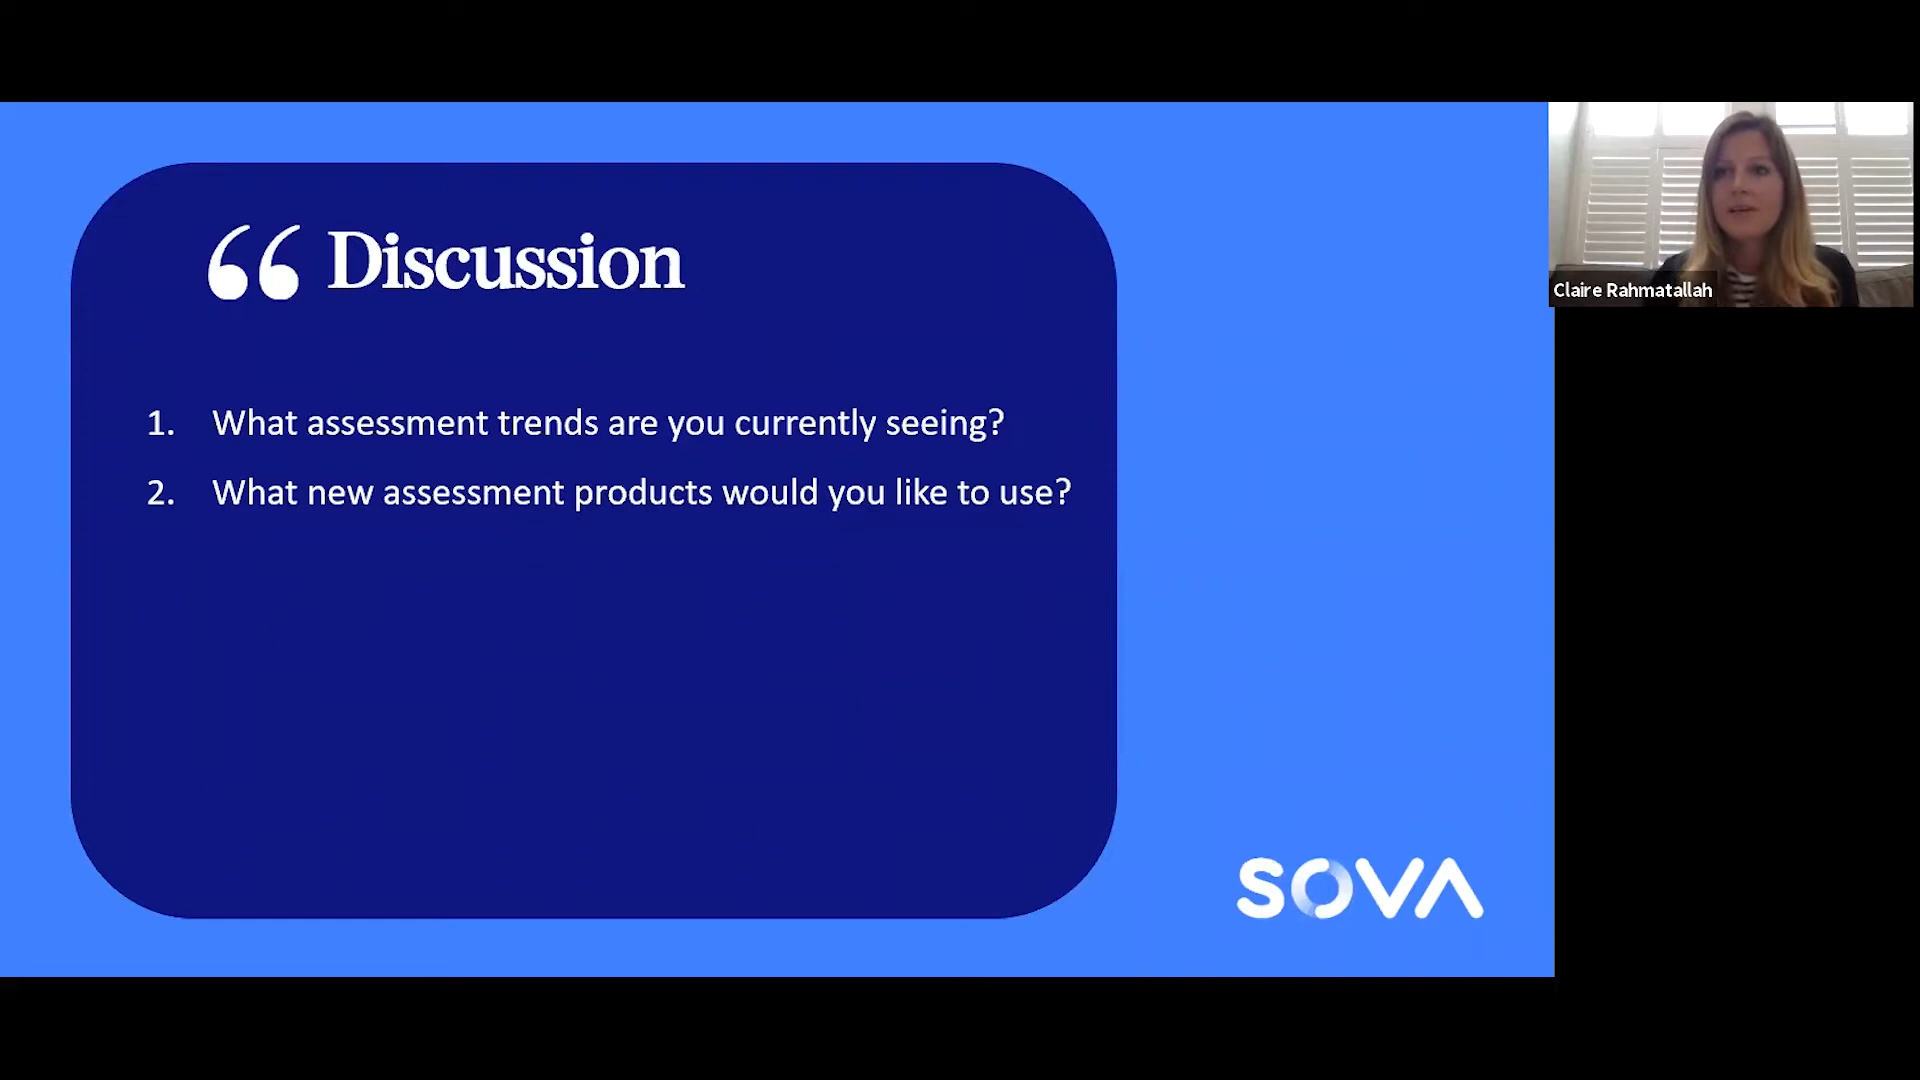 “ Discussion
1. What assessment trends are you currently seeing?
2. What new assessment products would you like to use?
SOVA
Claire Rahmatallah